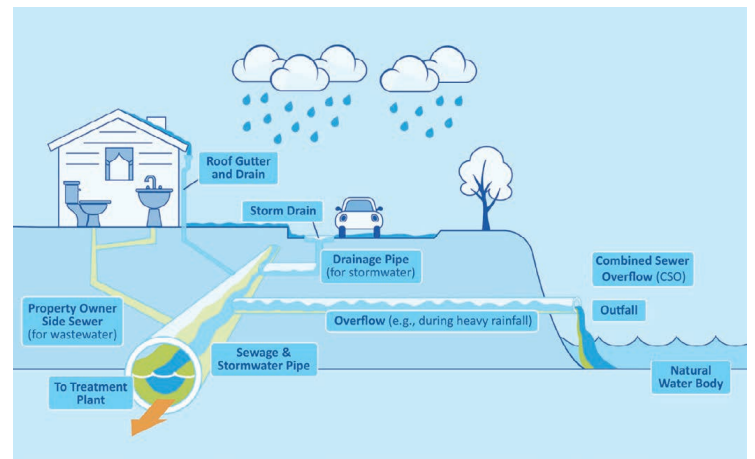 Roof Gutter
and Drain
Storm Drain
Drainage Pipe
(for stormwater)
Combined Sewer
Overflow (CSO)
Property Owner
Side Sewer
(for wastewater)
Overflow (e.g., during heavy rainfall)
Outfall
Sewage &
Stormwater Pipe
To Treatment
Plant
Natural
Water Body